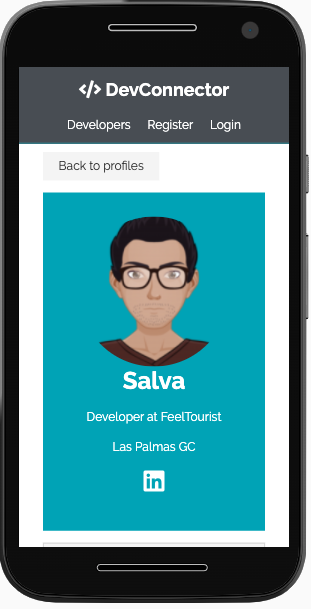 </> DevConnector
Developers Register Login
Back to profiles
Salva
Developer at FeelTourist
Las Palmas GC
in